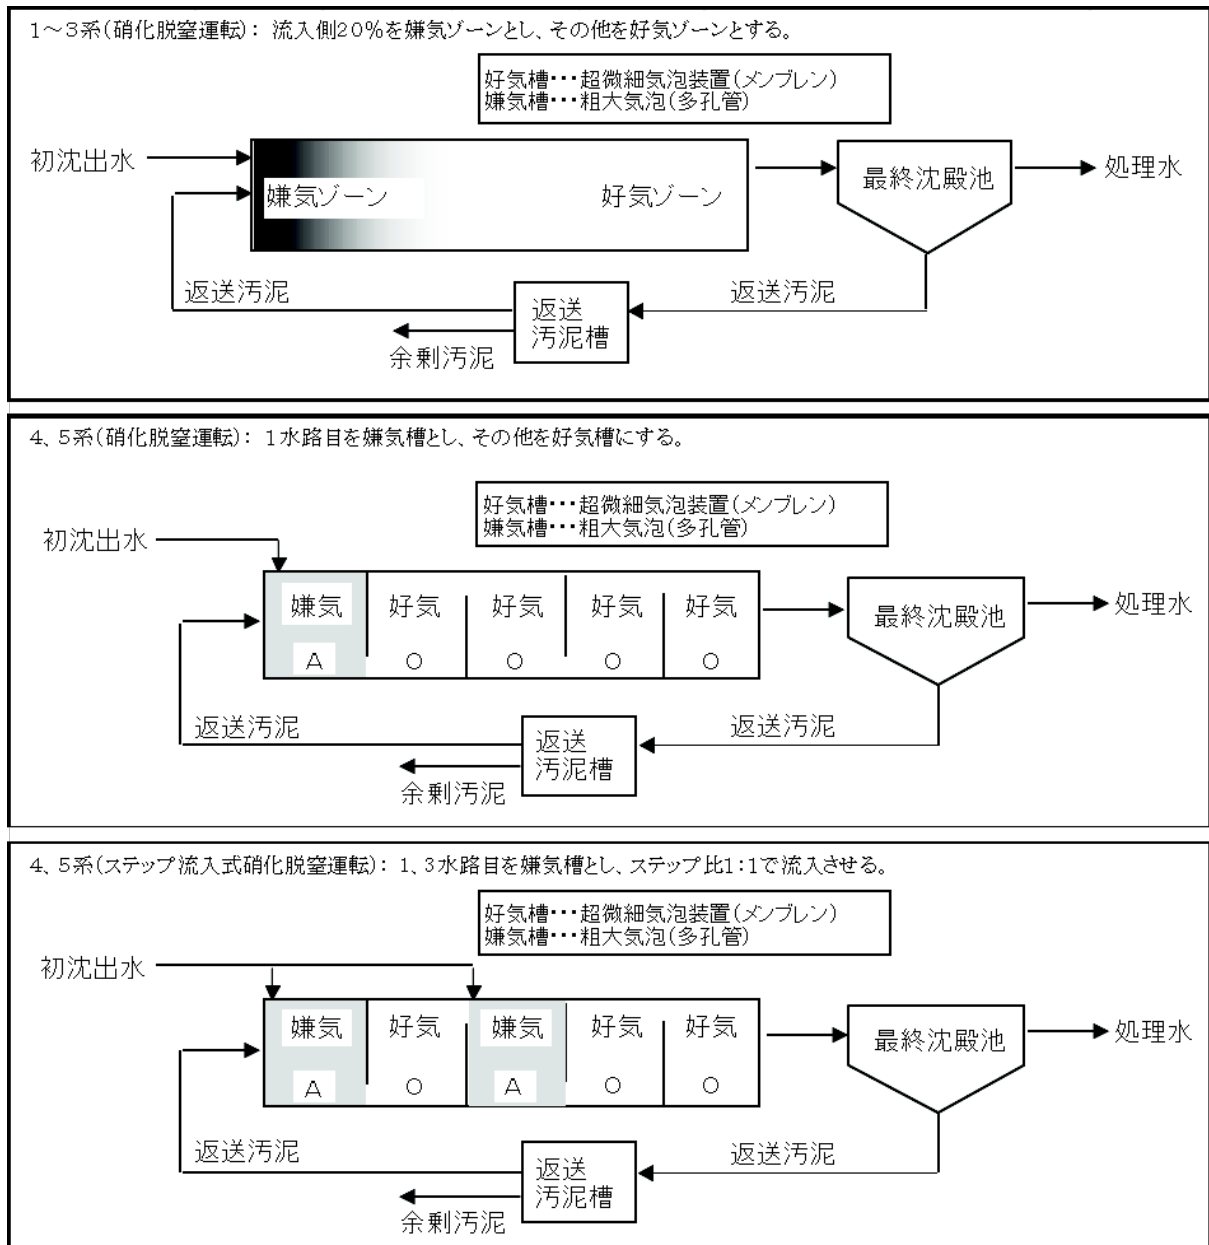 1～3系(硝化脱窒運転)： 流入側20%を嫌気ゾーンとし、その他を好気ゾーンとする。
好気槽・・・超微細気泡装置(メンブレン)
嫌気槽・・・粗大気泡(多孔管)
初沈出水
嫌気ゾーン
好気ゾーン
最終沈殿池
処理水
返送汚泥
返送
汚泥槽
返送汚泥
余剰汚泥
4、5系(硝化脱窒運転)： 1水路目を嫌気槽とし、その他を好気槽にする。
好気槽・・・超微細気泡装置(メンブレン)
嫌気槽・・・粗大気泡(多孔管)
初沈出水
嫌気 好気 好気 好気 好気
A O O O O
最終沈殿池
処理水
返送汚泥
返送
汚泥槽
返送汚泥
余剰汚泥
4、5系(ステップ流入式硝化脱窒運転)： 1、3水路目を嫌気槽とし、ステップ比1：1で流入させる。
好気槽・・・超微細気泡装置(メンブレン)
嫌気槽・・・粗大気泡(多孔管)
初沈出水
嫌気 好気 嫌気 好気 好気
A O A O O
最終沈殿池
処理水
返送汚泥
返送
汚泥槽
返送汚泥
余剰汚泥